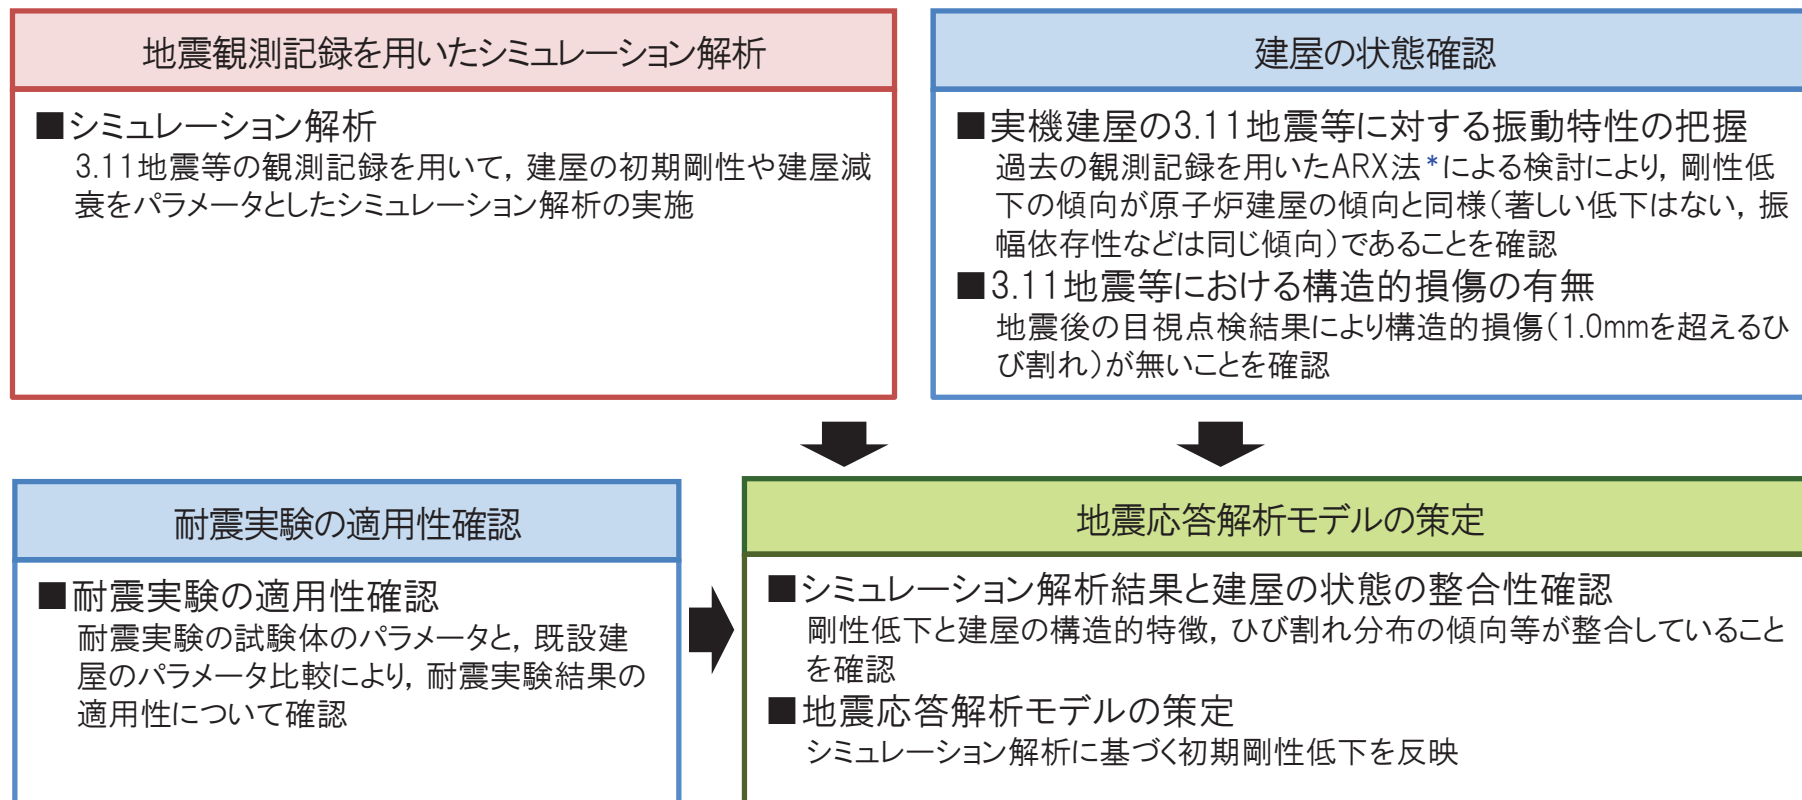 地震観測記録を用いたシミュレーション解析
■シミュレーション解析
3.11地震等の観測記録を用いて，建屋の初期剛性や建屋減
衰をパラメータとしたシミュレーション解析の実施
建屋の状態確認
■実機建屋の3.11地震等に対する振動特性の把握
過去の観測記録を用いたARX法*による検討により，剛性低
下の傾向が原子炉建屋の傾向と同様（著しい低下はない，振
幅依存性などは同じ傾向）であることを確認
■3.11地震等における構造的損傷の有無
地震後の目視点検結果により構造的損傷（1.0mmを超えるひ
び割れ）が無いことを確認
耐震実験の適用性確認
■耐震実験の適用性確認
耐震実験の試験体のパラメータと，既設建
屋のパラメータ比較により，耐震実験結果の
適用性について確認
地震応答解析モデルの策定
■シミュレーション解析結果と建屋の状態の整合性確認
剛性低下と建屋の構造的特徴，ひび割れ分布の傾向等が整合していること
を確認
■地震応答解析モデルの策定
シミュレーション解析に基づく初期剛性低下を反映